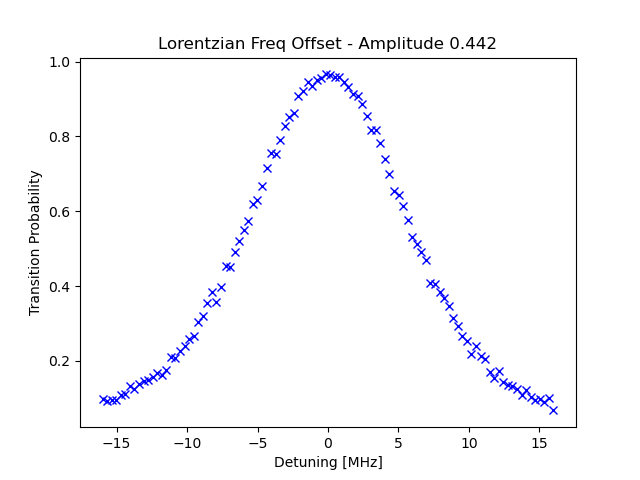 Lorentzian Freq Offset - Amplitude 0.442
1.0
0.8
0.6
0.4
0.2
Transition Probability
−15 −10 −5 0 5 10 15
Detuning [MHz]